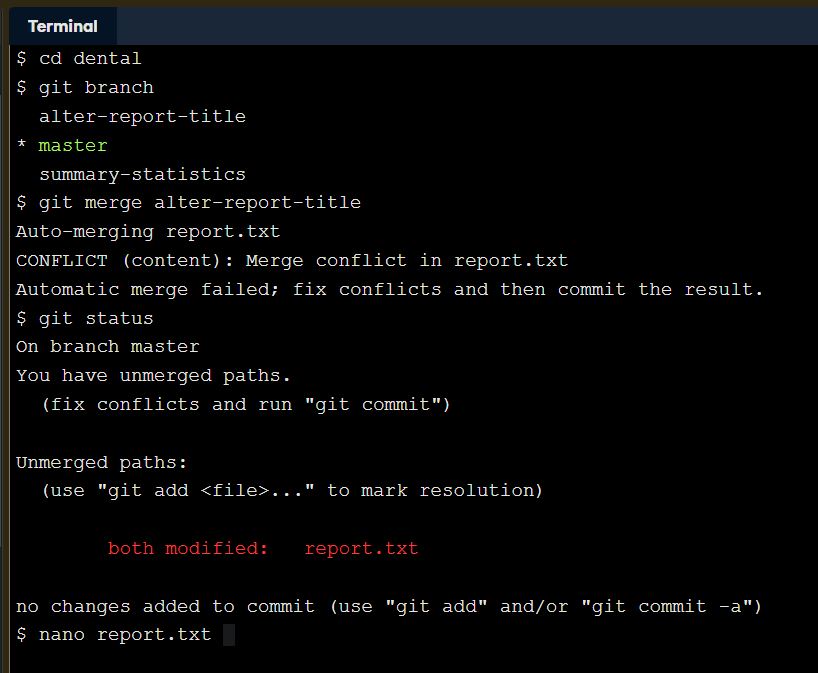 Terminal
$ cd dental
$ git branch
  alter-report-title
* master
  summary-statistics
$ git merge alter-report-title
Auto-merging report.txt
CONFLICT (content): Merge conflict in report.txt
Automatic merge failed; fix conflicts and then commit the result.
$ git status
On branch master
You have unmerged paths.
  (fix conflicts and run "git commit")

Unmerged paths:
  (use "git add <file>..." to mark resolution)

        both modified:   report.txt

no changes added to commit (use "git add" and/or "git commit -a")
$ nano report.txt